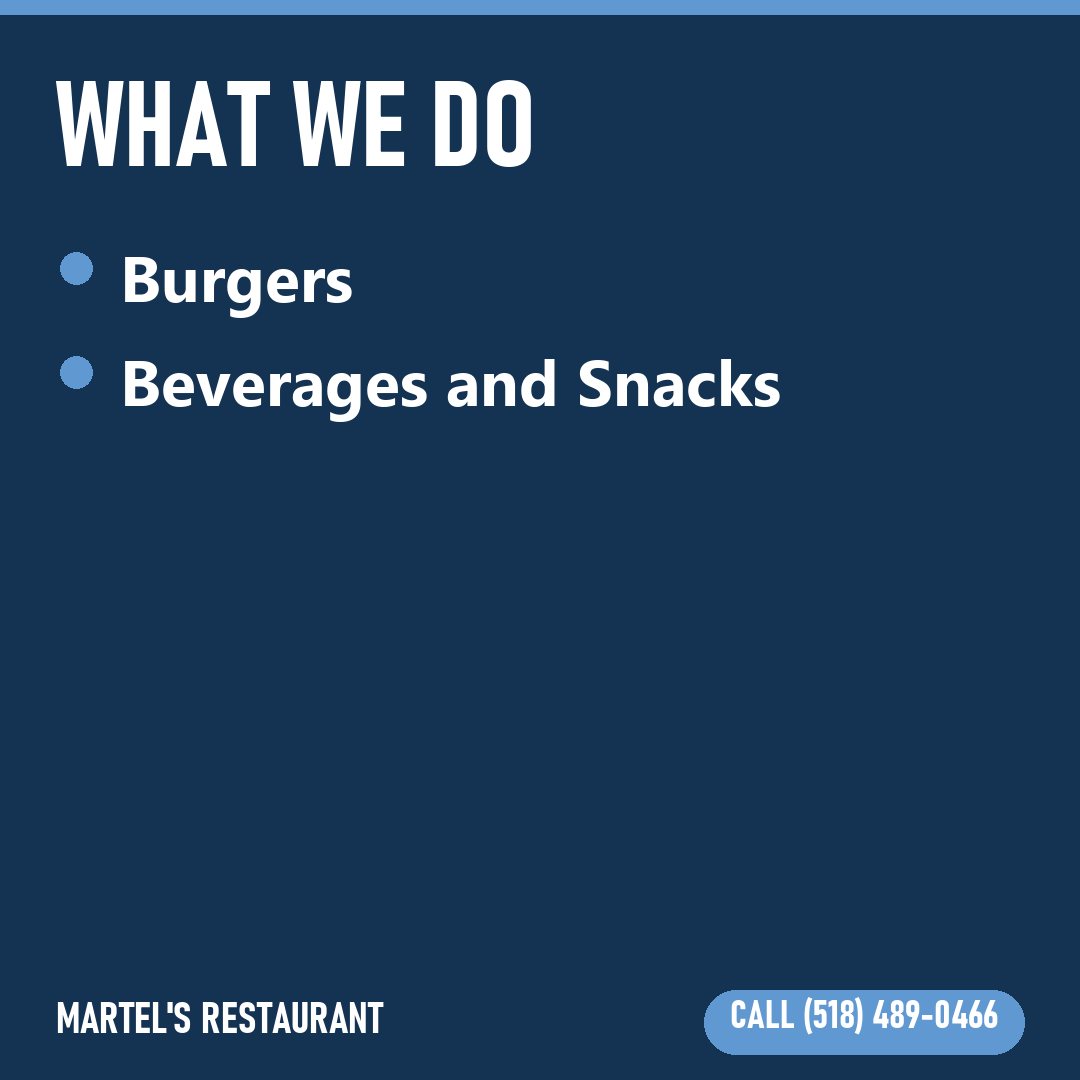 WHAT WE DO
Burgers
Beverages and Snacks
MARTEL'S RESTAURANT
CALL (518) 489-0466